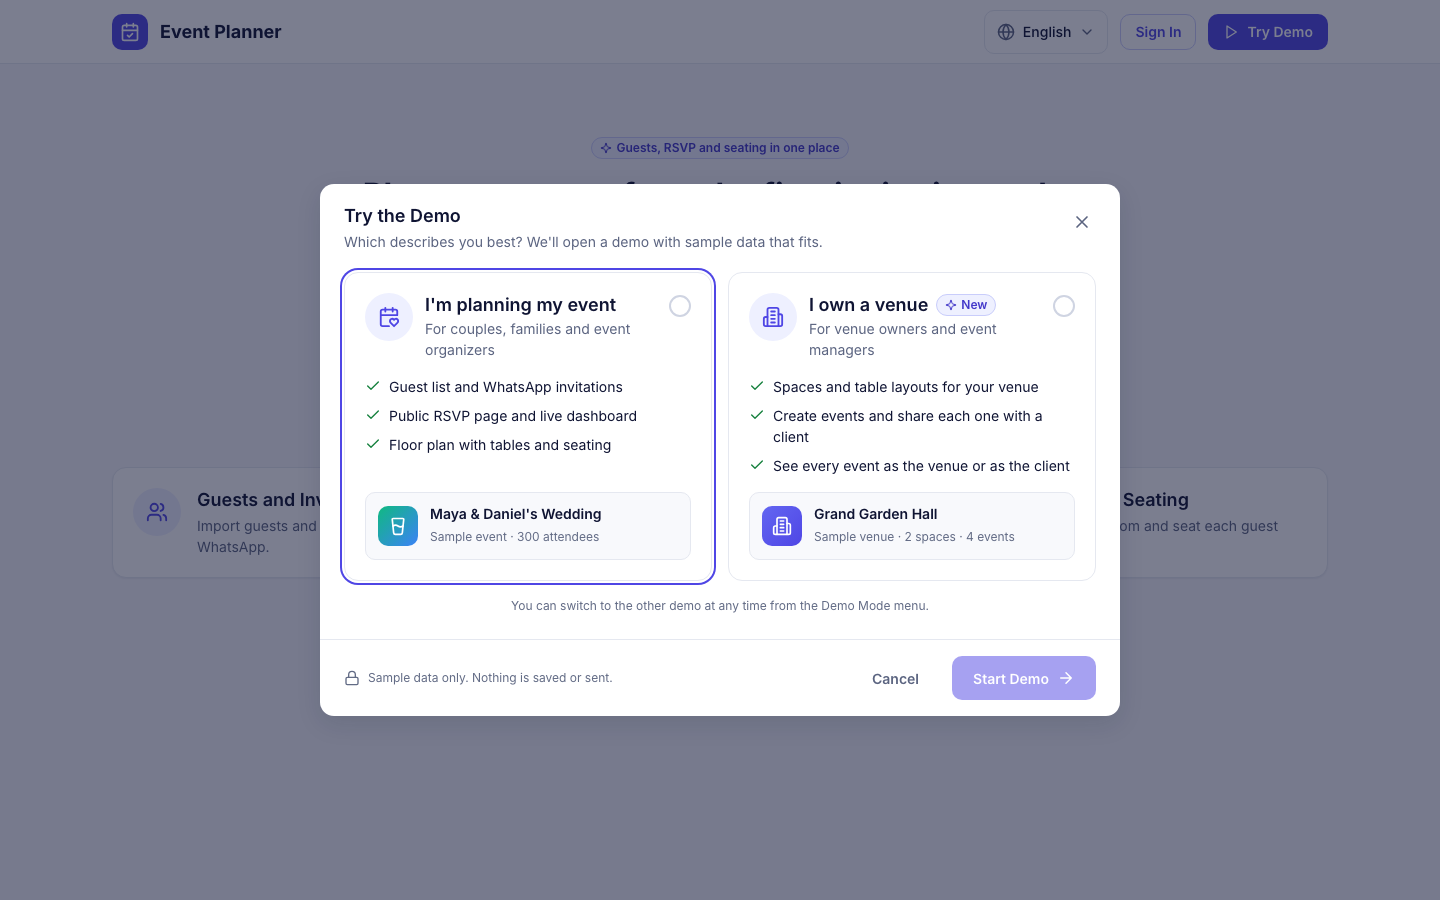 Event Planner
English
Sign In
Try Demo
Guests, RSVP and seating in one place
Try the Demo
Which describes you best? We'll open a demo with sample data that fits.
I'm planning my event
For couples, families and event
organizers
Guest list and WhatsApp invitations
Public RSVP page and live dashboard
Floor plan with tables and seating
Maya & Daniel's Wedding
Sample event · 300 attendees
I own a venue
New
For venue owners and event
managers
Spaces and table layouts for your venue
Create events and share each one with a
client
See every event as the venue or as the client
Grand Garden Hall
Sample venue · 2 spaces · 4 events
You can switch to the other demo at any time from the Demo Mode menu.
Sample data only. Nothing is saved or sent.
Cancel
Start Demo
Guests and
Import guests and
WhatsApp.
Seating
and seat each guest